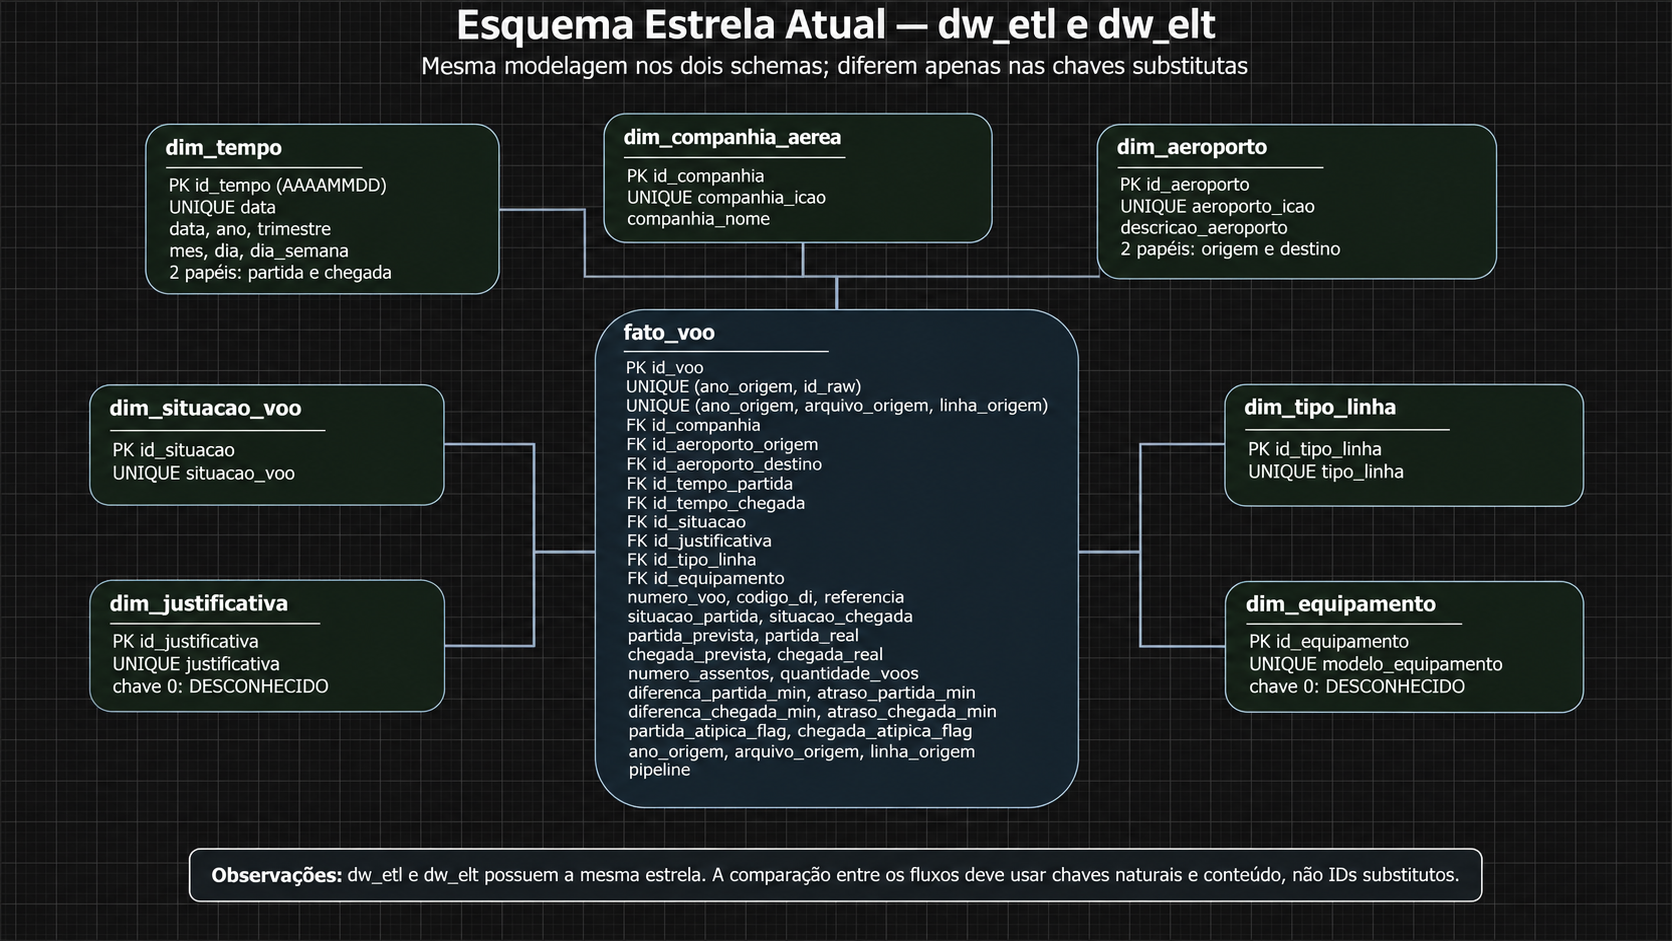 Esquema Estrela Atual — dw_etl e dw_elt
Mesma modelagem nos dois schemas; diferem apenas nas chaves substitutas
dim_tempo
PK id_tempo (AAAAMMDD)
UNIQUE data
data, ano, trimestre
mes, dia, dia_semana
2 papéis: partida e chegada
dim_companhia_aerea
PK id_companhia
UNIQUE companhia_icao
companhia_nome
dim_aeroporto
PK id_aeroporto
UNIQUE aeroporto_icao
descricao_aeroporto
2 papéis: origem e destino
dim_situacao_voo
PK id_situacao
UNIQUE situacao_voo
dim_justificativa
PK id_justificativa
UNIQUE justificativa
chave 0: DESCONHECIDO
fato_voo
PK id_voo
UNIQUE (ano_origem, id_raw)
UNIQUE (ano_origem, arquivo_origem, linha_origem)
FK id_companhia
FK id_aeroporto_origem
FK id_aeroporto_destino
FK id_tempo_partida
FK id_tempo_chegada
FK id_situacao
FK id_justificativa
FK id_tipo_linha
FK id_equipamento
numero_voo, codigo_di, referencia
situacao_partida, situacao_chegada
partida_prevista, partida_real
chegada_prevista, chegada_real
numero_assentos, quantidade_voos
diferenca_partida_min, atraso_partida_min
diferenca_chegada_min, atraso_chegada_min
partida_atipica_flag, chegada_atipica_flag
ano_origem, arquivo_origem, linha_origem
pipeline
dim_tipo_linha
PK id_tipo_linha
UNIQUE tipo_linha
dim_equipamento
PK id_equipamento
UNIQUE modelo_equipamento
chave 0: DESCONHECIDO
Observações: dw_etl e dw_elt possuem a mesma estrela. A comparação entre os fluxos deve usar chaves naturais e conteúdo, não IDs substitutos.